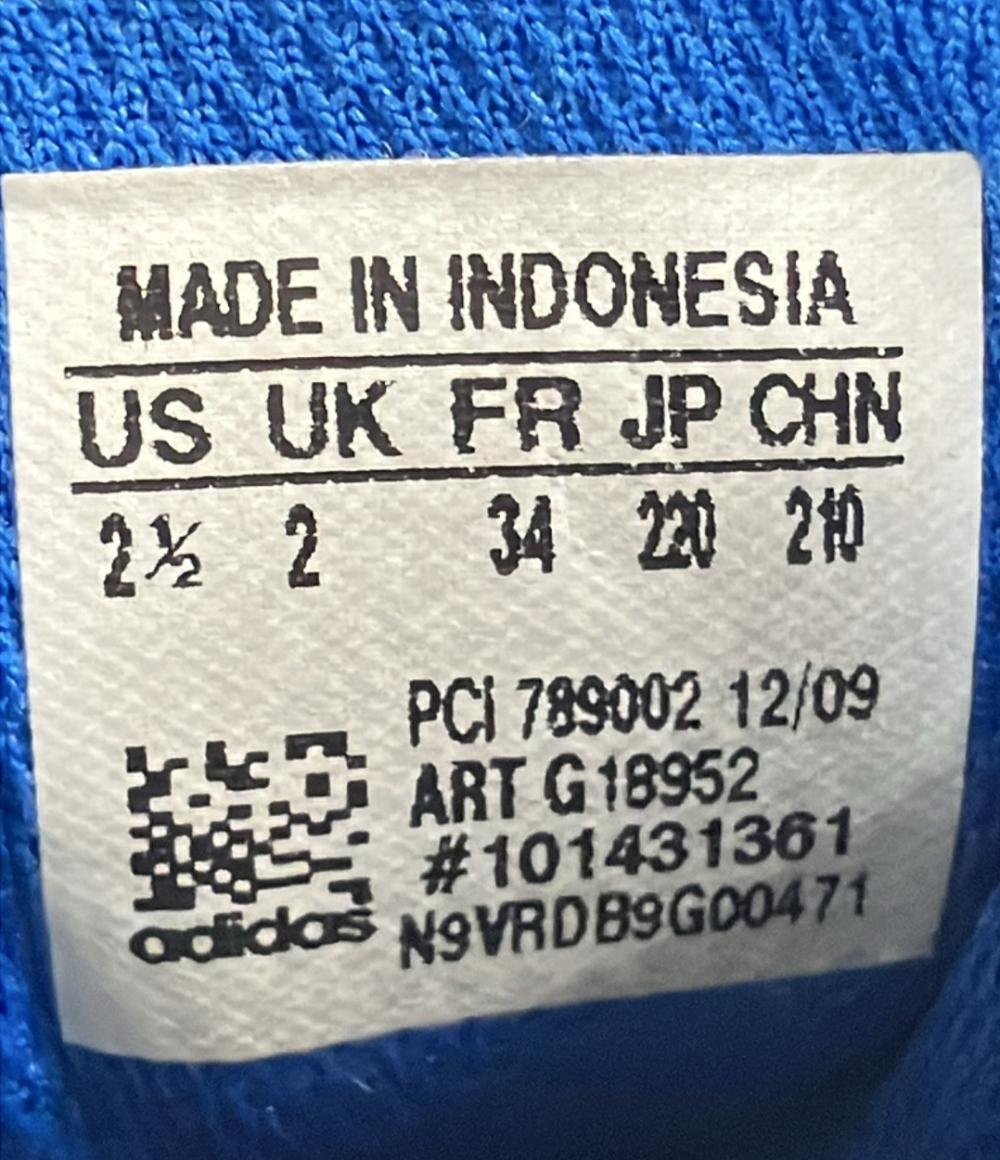 MADE IN INDONESIA
US UK FR JP CHN
2½ 2 34 220 210
PCI 789002 12/09
ART G18952
#101431361
adidas N9VRDB9G00471